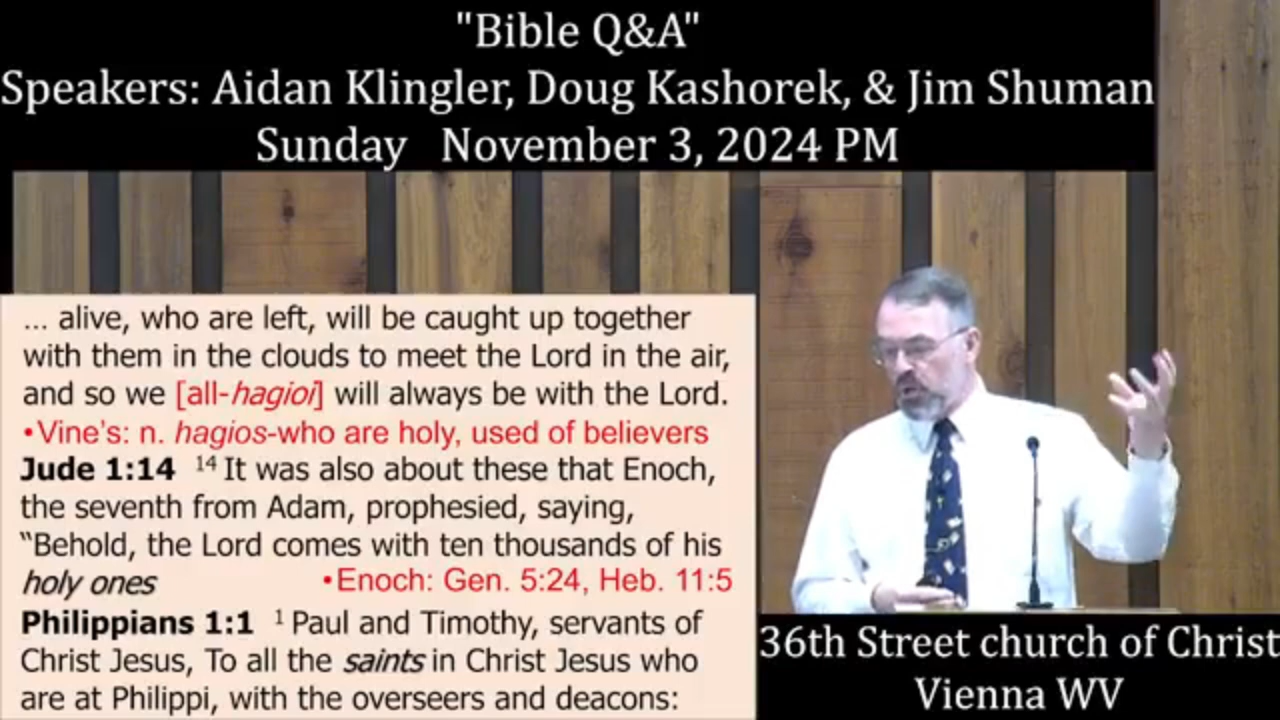 "Bible Q&A"
Speakers: Aidan Klingler, Doug Kashorek, & Jim Shuman
Sunday November 3, 2024 PM
... alive, who are left, will be caught up together
with them in the clouds to meet the Lord in the air,
and so we [all-hagioi] will always be with the Lord.
•Vine's: n. hagios-who are holy, used of believers
Jude 1:14 14 It was also about these that Enoch,
the seventh from Adam, prophesied, saying,
“Behold, the Lord comes with ten thousands of his
holy ones •Enoch: Gen. 5:24, Heb. 11:5
Philippians 1:1 1 Paul and Timothy, servants of
Christ Jesus, To all the saints in Christ Jesus who
are at Philippi, with the overseers and deacons:
36th Street church of Christ
Vienna WV